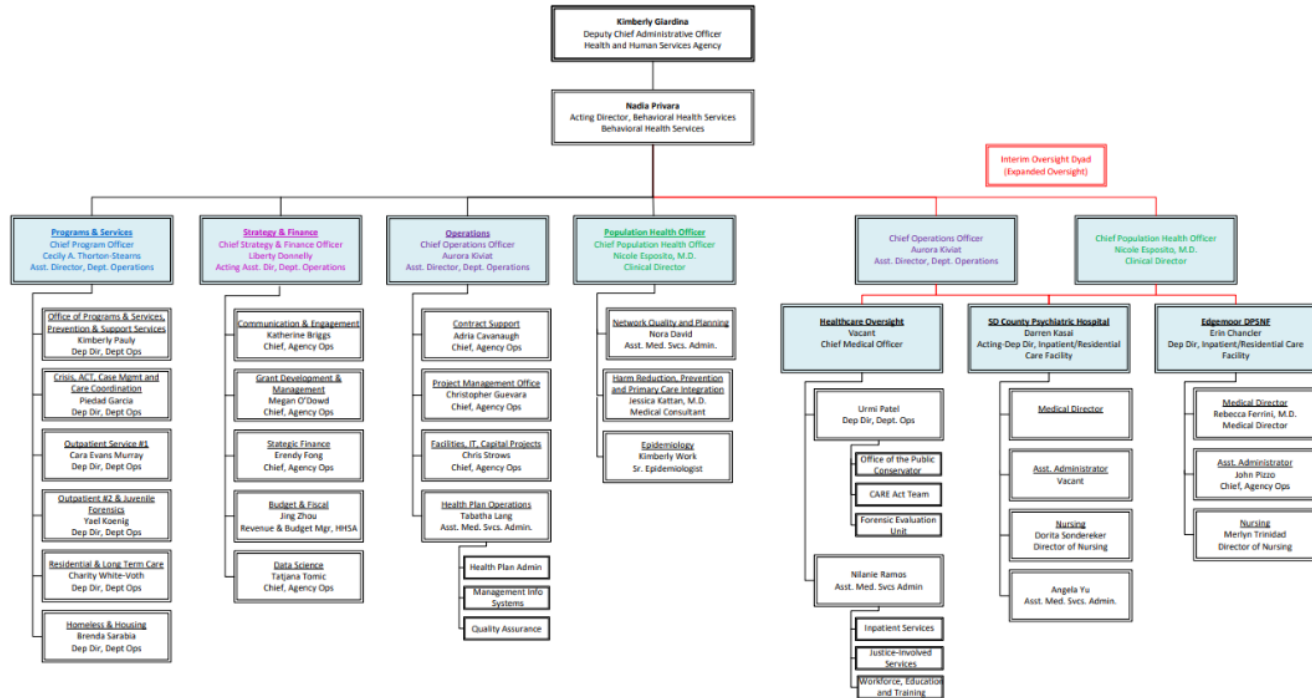 Kimberly Giardina
Deputy Chief Administrative Officer
Health and Human Services Agency
Nadia Privara
Acting Director, Behavioral Health Services
Behavioral Health Services
Interim Oversight Dyad
(Expanded Oversight)
Programs & Services
Chief Program Officer
Cecily A. Thorton-Stearns
Asst. Director, Dept. Operations
Strategy & Finance
Chief Strategy & Finance Officer
Liberty Donnelly
Acting Asst. Dir, Dept. Operations
Operations
Chief Operations Officer
Aurora Kiviat
Asst. Director, Dept. Operations
Population Health Officer
Chief Population Health Officer
Nicole Esposito, M.D.
Clinical Director
Chief Operations Officer
Aurora Kiviat
Asst. Director, Dept. Operations
Chief Population Health Officer
Nicole Esposito, M.D.
Clinical Director
Office of Programs & Services,
Prevention & Support Services
Kimberly Pauly
Dep Dir, Dept Ops
Crisis, ACT, Case Mgmt and
Care Coordination
Piedad Garcia
Dep Dir, Dept Ops
Outpatient Service #1
Cara Evans Murray
Dep Dir, Dept Ops
Outpatient #2 & Juvenile
Forensics
Yael Koenig
Dep Dir, Dept Ops
Residential & Long Term Care
Charity White-Voth
Dep Dir, Dept Ops
Homeless & Housing
Brenda Sarabia
Dep Dir, Dept Ops
Communication & Engagement
Katherine Briggs
Chief, Agency Ops
Grant Development &
Management
Megan O'Dowd
Chief, Agency Ops
Stategic Finance
Erendy Fong
Chief, Agency Ops
Budget & Fiscal
Jing Zhou
Revenue & Budget Mgr, HHSA
Data Science
Tatjana Tomic
Chief, Agency Ops
Contract Support
Adria Cavanaugh
Chief, Agency Ops
Project Management Office
Christopher Guevara
Chief, Agency Ops
Facilities, IT, Capital Projects
Chris Strows
Chief, Agency Ops
Health Plan Operations
Tabatha Lang
Asst. Med Svcs. Admin.
Health Plan Admin
Management Info
Systems
Quality Assurance
Network Quality and Planning
Nora David
Asst. Med. Svcs. Admin.
Harm Reduction, Prevention
and Primary Care Integration
Jessica Kattan, M.D.
Medical Consultant
Epidemiology
Kimberly Work
Sr. Epidemiologist
Healthcare Oversight
Vacant
Chief Medical Officer
Urmi Patel
Dep Dir, Dept. Ops
Office of the Public
Conservator
CARE Act Team
Forensic Evaluation
Unit
Nilanie Ramos
Asst. Med. Svcs Admin
Inpatient Services
Justice-Involved
Services
Workforce, Education
and Training
SD County Psychiatric Hospital
Darren Kasai
Acting-Dep Dir, Inpatient/Residential
Care Facility
Medical Director
Asst. Administrator
Vacant
Nursing
Dorita Sondereker
Director of Nursing
Angela Yu
Asst. Med. Svcs. Admin.
Edgemoor DPSNF
Erin Chancler
Dep Dir, Inpatient/Residential Care
Facility
Medical Director
Rebecca Ferrini, M.D.
Medical Director
Asst. Administrator
John Pizzo
Chief, Agency Ops
Nursing
Merlyn Trinidad
Director of Nursing